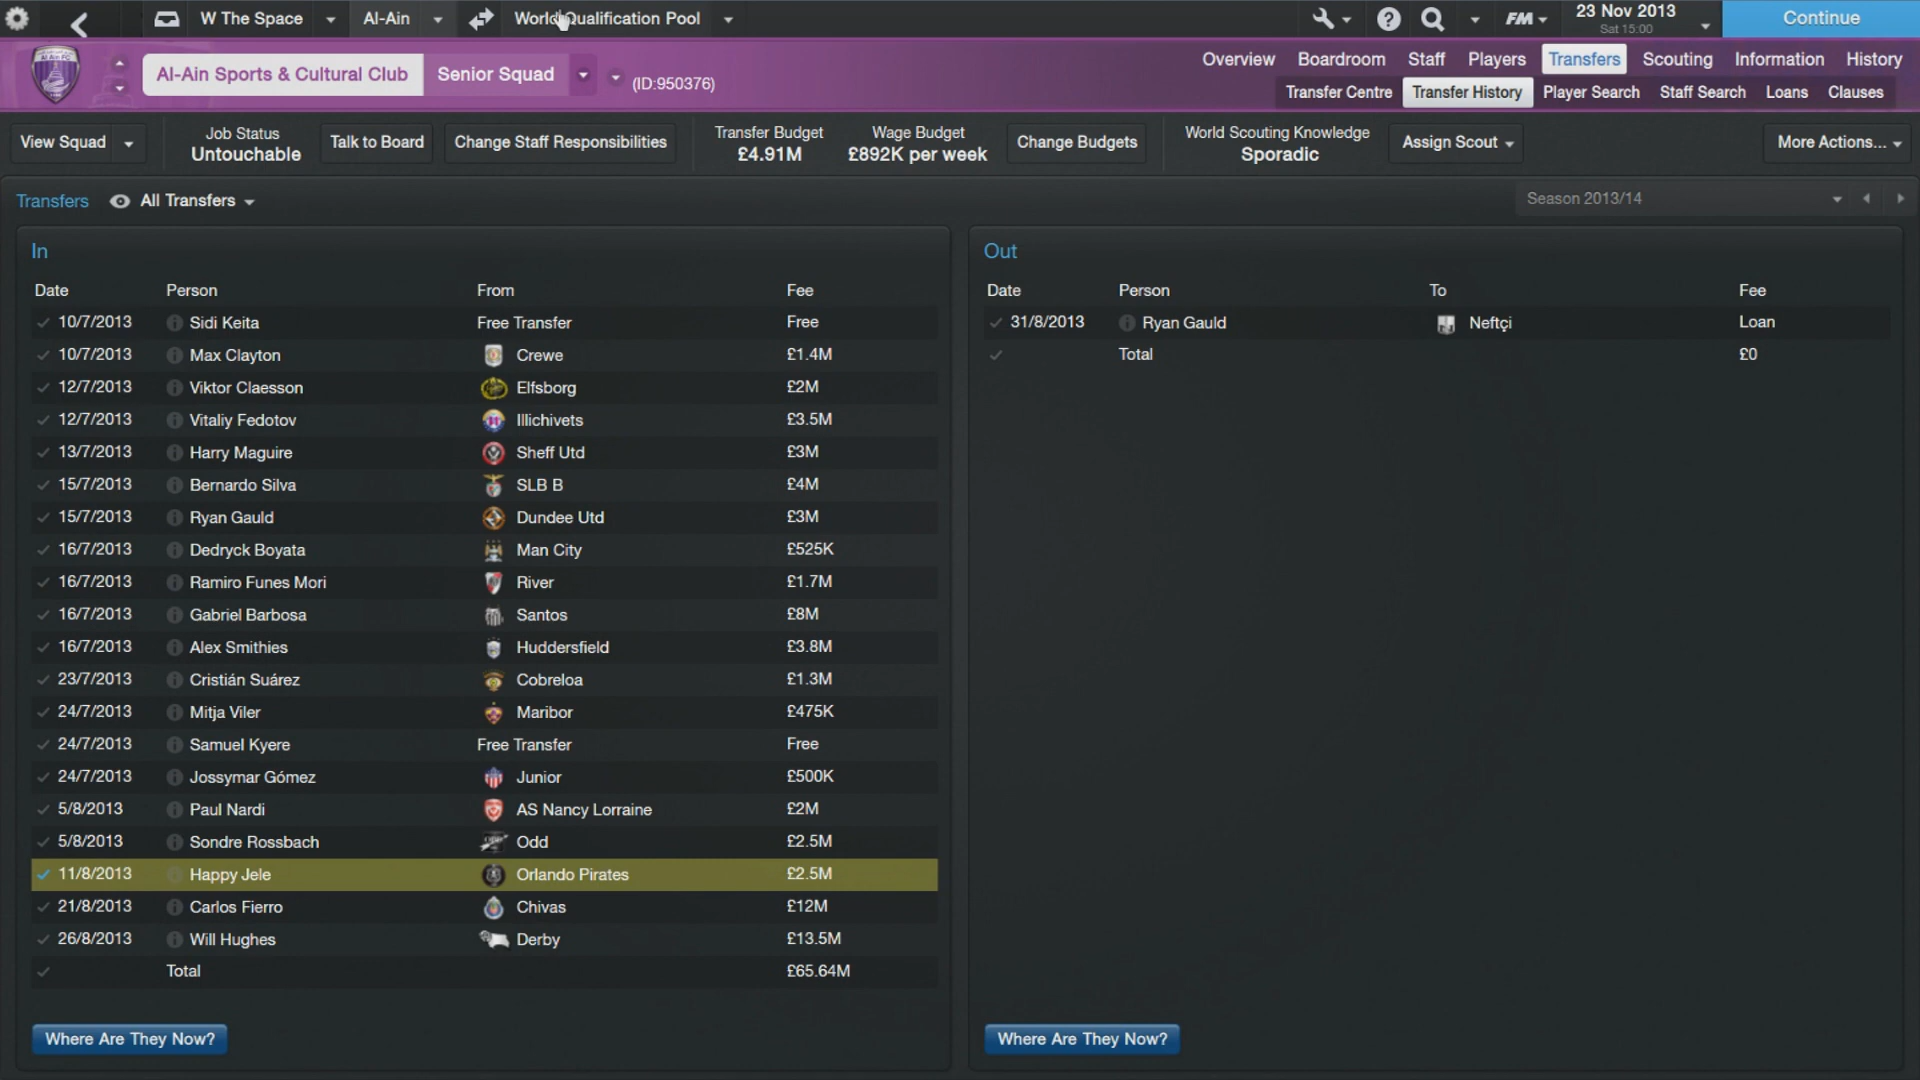 W The Space
Al-Ain
World Qualification Pool
FM
23 Nov 2013
Sat 15:00
Continue
Al-Ain Sports & Cultural Club
Senior Squad
(ID:950376)
Overview Boardroom Staff Players Transfers Scouting Information History
Transfer Centre Transfer History Player Search Staff Search Loans Clauses
View Squad
Job Status
Untouchable
Talk to Board
Change Staff Responsibilities
Transfer Budget
£4.91M
Wage Budget
£892K per week
Change Budgets
World Scouting Knowledge
Sporadic
Assign Scout
More Actions...
Transfers All Transfers
Season 2013/14
In
Date Person From Fee
10/7/2013 Sidi Keita Free Transfer Free
10/7/2013 Max Clayton Crewe £1.4M
12/7/2013 Viktor Claesson Elfsborg £2M
12/7/2013 Vitaliy Fedotov Illichivets £3.5M
13/7/2013 Harry Maguire Sheff Utd £3M
15/7/2013 Bernardo Silva SLB B £4M
15/7/2013 Ryan Gauld Dundee Utd £3M
16/7/2013 Dedryck Boyata Man City £525K
16/7/2013 Ramiro Funes Mori River £1.7M
16/7/2013 Gabriel Barbosa Santos £8M
16/7/2013 Alex Smithies Huddersfield £3.8M
23/7/2013 Cristián Suárez Cobreloa £1.3M
24/7/2013 Mitja Viler Maribor £475K
24/7/2013 Samuel Kyere Free Transfer Free
24/7/2013 Jossymar Gómez Junior £500K
5/8/2013 Paul Nardi AS Nancy Lorraine £2M
5/8/2013 Sondre Rossbach Odd £2.5M
11/8/2013 Happy Jele Orlando Pirates £2.5M
21/8/2013 Carlos Fierro Chivas £12M
26/8/2013 Will Hughes Derby £13.5M
Total £65.64M
Where Are They Now?
Out
Date Person To Fee
31/8/2013 Ryan Gauld Neftçi Loan
Total £0
Where Are They Now?